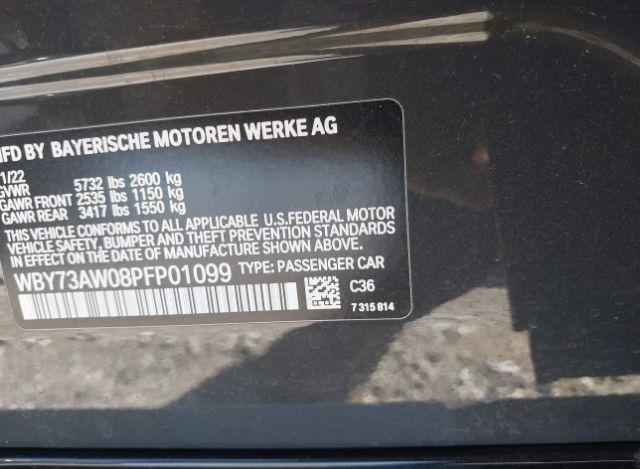 MFD BY BAYERISCHE MOTOREN WERKE AG
1/22
GVWR 5732 lbs 2600 kg
GAWR FRONT 2535 lbs 1150 kg
GAWR REAR 3417 lbs 1550 kg
THIS VEHICLE CONFORMS TO ALL APPLICABLE U.S.FEDERAL MOTOR
VEHICLE SAFETY, BUMPER AND THEFT PREVENTION STANDARDS
IN EFFECT ON THE DATE OF MANUFACTURE SHOWN ABOVE.
WBY73AW08PFP01099 TYPE: PASSENGER CAR
C36
7 315 814